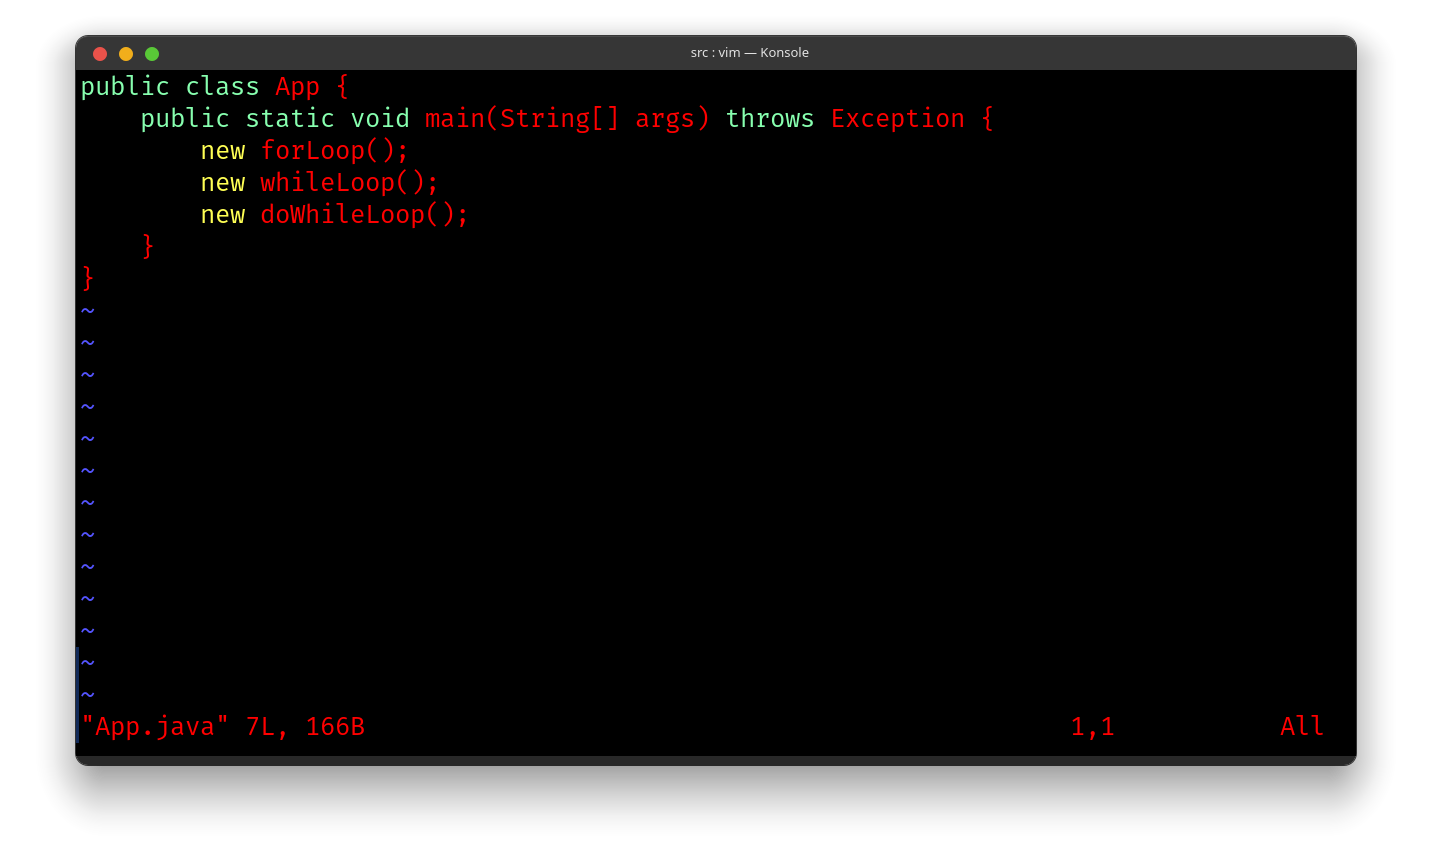 src : vim — Konsole
public class App {
    public static void main(String[] args) throws Exception {
        new forLoop();
        new whileLoop();
        new doWhileLoop();
    }
}
~
~
~
~
~
~
~
~
~
~
~
~
~
"App.java" 7L, 166B 1,1 All